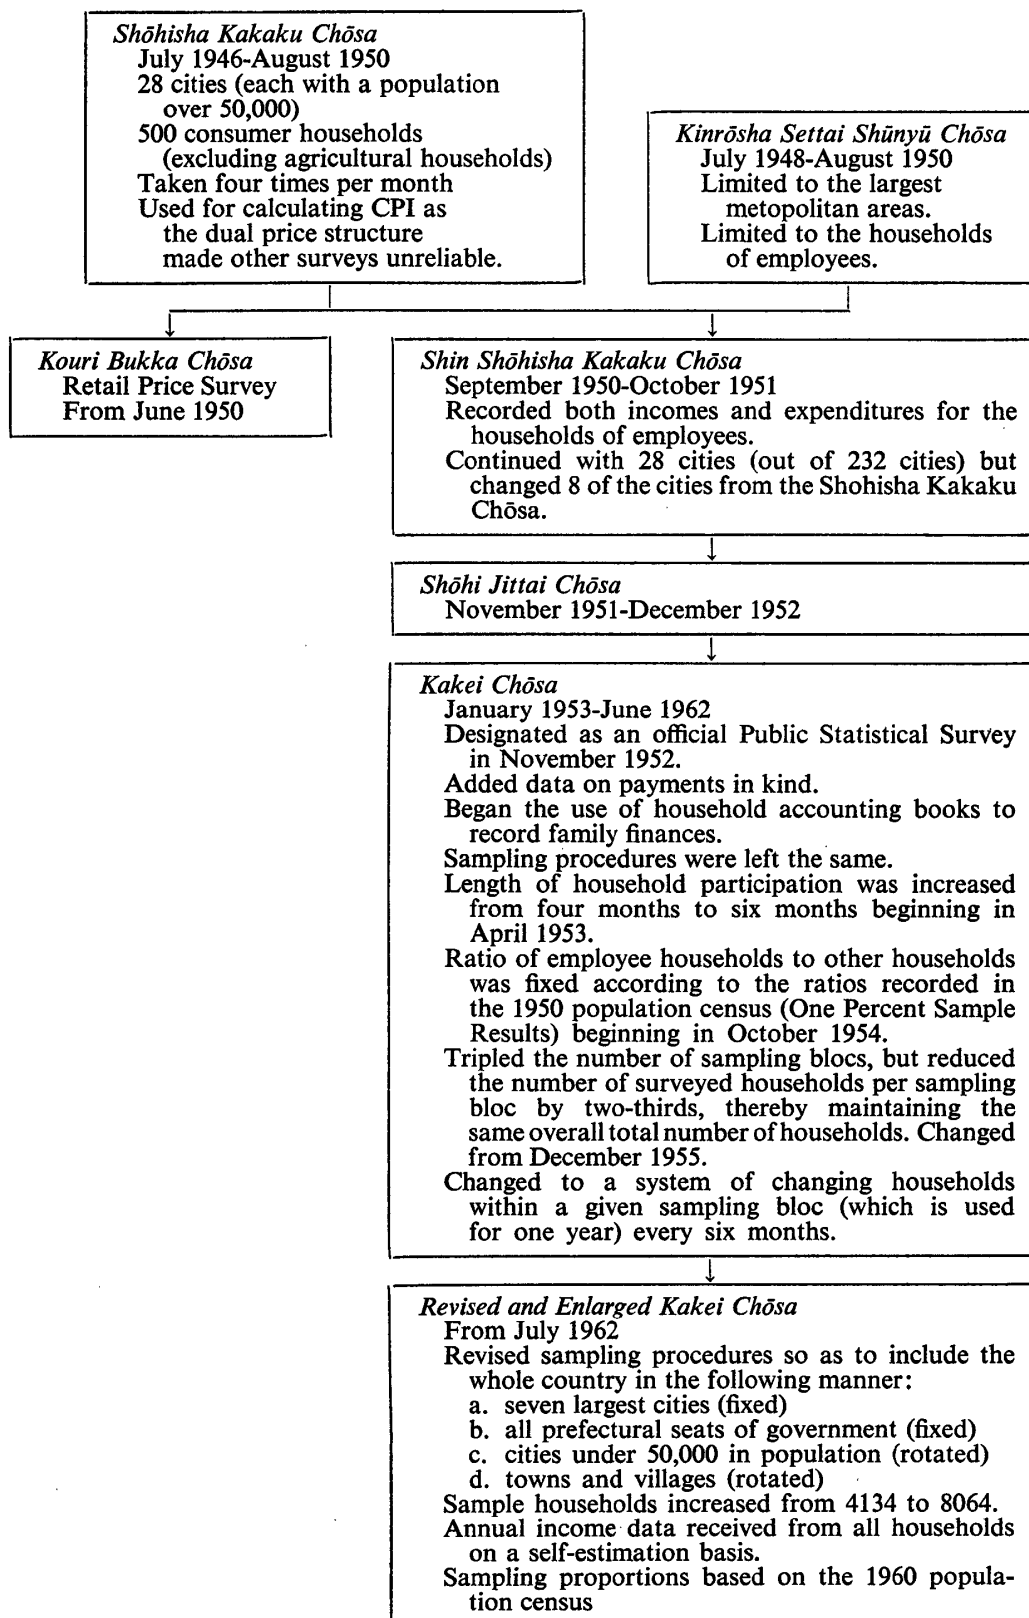 Shōhisha Kakaku Chōsa
July 1946-August 1950
28 cities (each with a population
over 50,000)
500 consumer households
(excluding agricultural households)
Taken four times per month
Used for calculating CPI as
the dual price structure
made other surveys unreliable.
Kinrōsha Settai Shūnyū Chōsa
July 1948-August 1950
Limited to the largest
metopolitan areas.
Limited to the households
of employees.
Kouri Bukka Chōsa
Retail Price Survey
From June 1950
Shin Shōhisha Kakaku Chōsa
September 1950-October 1951
Recorded both incomes and expenditures for the
households of employees.
Continued with 28 cities (out of 232 cities) but
changed 8 of the cities from the Shohisha Kakaku
Chōsa.
Shōhi Jittai Chōsa
November 1951-December 1952
Kakei Chōsa
January 1953-June 1962
Designated as an official Public Statistical Survey
in November 1952.
Added data on payments in kind.
Began the use of household accounting books to
record family finances.
Sampling procedures were left the same.
Length of household participation was increased
from four months to six months beginning in
April 1953.
Ratio of employee households to other households
was fixed according to the ratios recorded in
the 1950 population census (One Percent Sample
Results) beginning in October 1954.
Tripled the number of sampling blocs, but reduced
the number of surveyed households per sampling
bloc by two-thirds, thereby maintaining the
same overall total number of households. Changed
from December 1955.
Changed to a system of changing households
within a given sampling bloc (which is used
for one year) every six months.
Revised and Enlarged Kakei Chōsa
From July 1962
Revised sampling procedures so as to include the
whole country in the following manner:
a. seven largest cities (fixed)
b. all prefectural seats of government (fixed)
c. cities under 50,000 in population (rotated)
d. towns and villages (rotated)
Sample households increased from 4134 to 8064.
Annual income data received from all households
on a self-estimation basis.
Sampling proportions based on the 1960 popula-
tion census